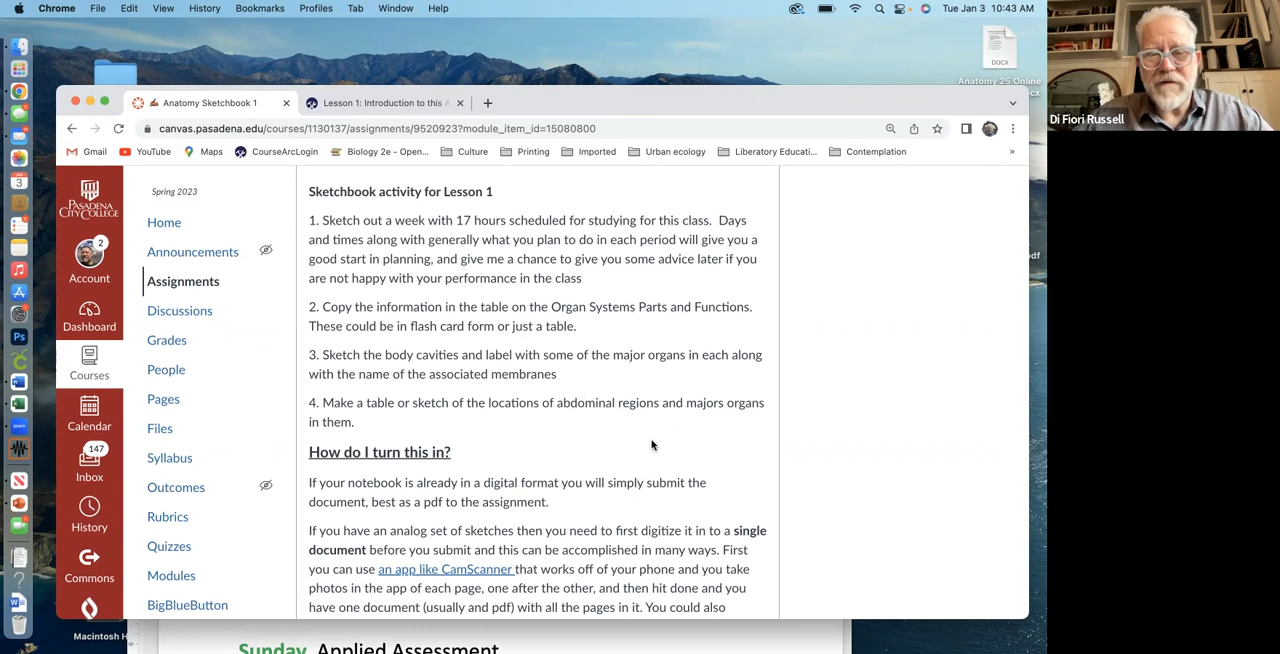 Chrome File Edit View History Bookmarks Profiles Tab Window Help Tue Jan 3 10:43 AM
DOCX
Anatomy 25 Online
Di Fiori Russell
Anatomy Sketchbook 1
Lesson 1: Introduction to this A
canvas.pasadena.edu/courses/1130137/assignments/9520923?module_item_id=15080800
Gmail YouTube Maps CourseArcLogin Biology 2e - Open... Culture Printing Imported Urban ecology Liberatory Educati... Contemplation »
PASADENA
CITY COLLEGE
2
Account
Dashboard
Courses
Calendar
147
Inbox
History
Commons
Spring 2023
Home
Announcements
Assignments
Discussions
Grades
People
Pages
Files
Syllabus
Outcomes
Rubrics
Quizzes
Modules
BigBlueButton
Sketchbook activity for Lesson 1
1. Sketch out a week with 17 hours scheduled for studying for this class. Days
and times along with generally what you plan to do in each period will give you a
good start in planning, and give me a chance to give you some advice later if you
are not happy with your performance in the class
2. Copy the information in the table on the Organ Systems Parts and Functions.
These could be in flash card form or just a table.
3. Sketch the body cavities and label with some of the major organs in each along
with the name of the associated membranes
4. Make a table or sketch of the locations of abdominal regions and majors organs
in them.
How do I turn this in?
If your notebook is already in a digital format you will simply submit the
document, best as a pdf to the assignment.
If you have an analog set of sketches then you need to first digitize it in to a single
document before you submit and this can be accomplished in many ways. First
you can use an app like CamScanner that works off of your phone and you take
photos in the app of each page, one after the other, and then hit done and you
have one document (usually and pdf) with all the pages in it. You could also
Macintosh H
Sunday Applied Assessment